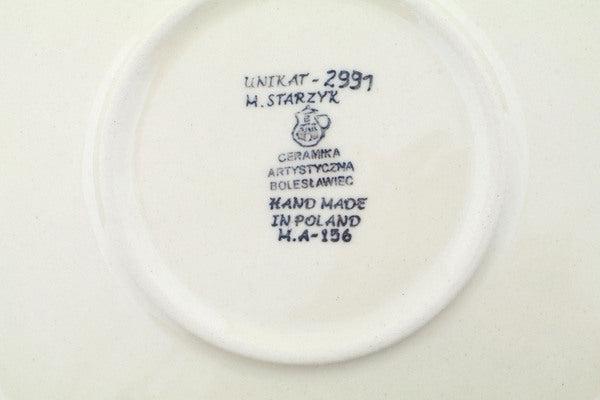 UNIKAT - 2991
M. STARZYK
CERAMIKA
ARTYSTYCZNA
BOLESŁAWIEC
HAND MADE
IN POLAND
M.A-156